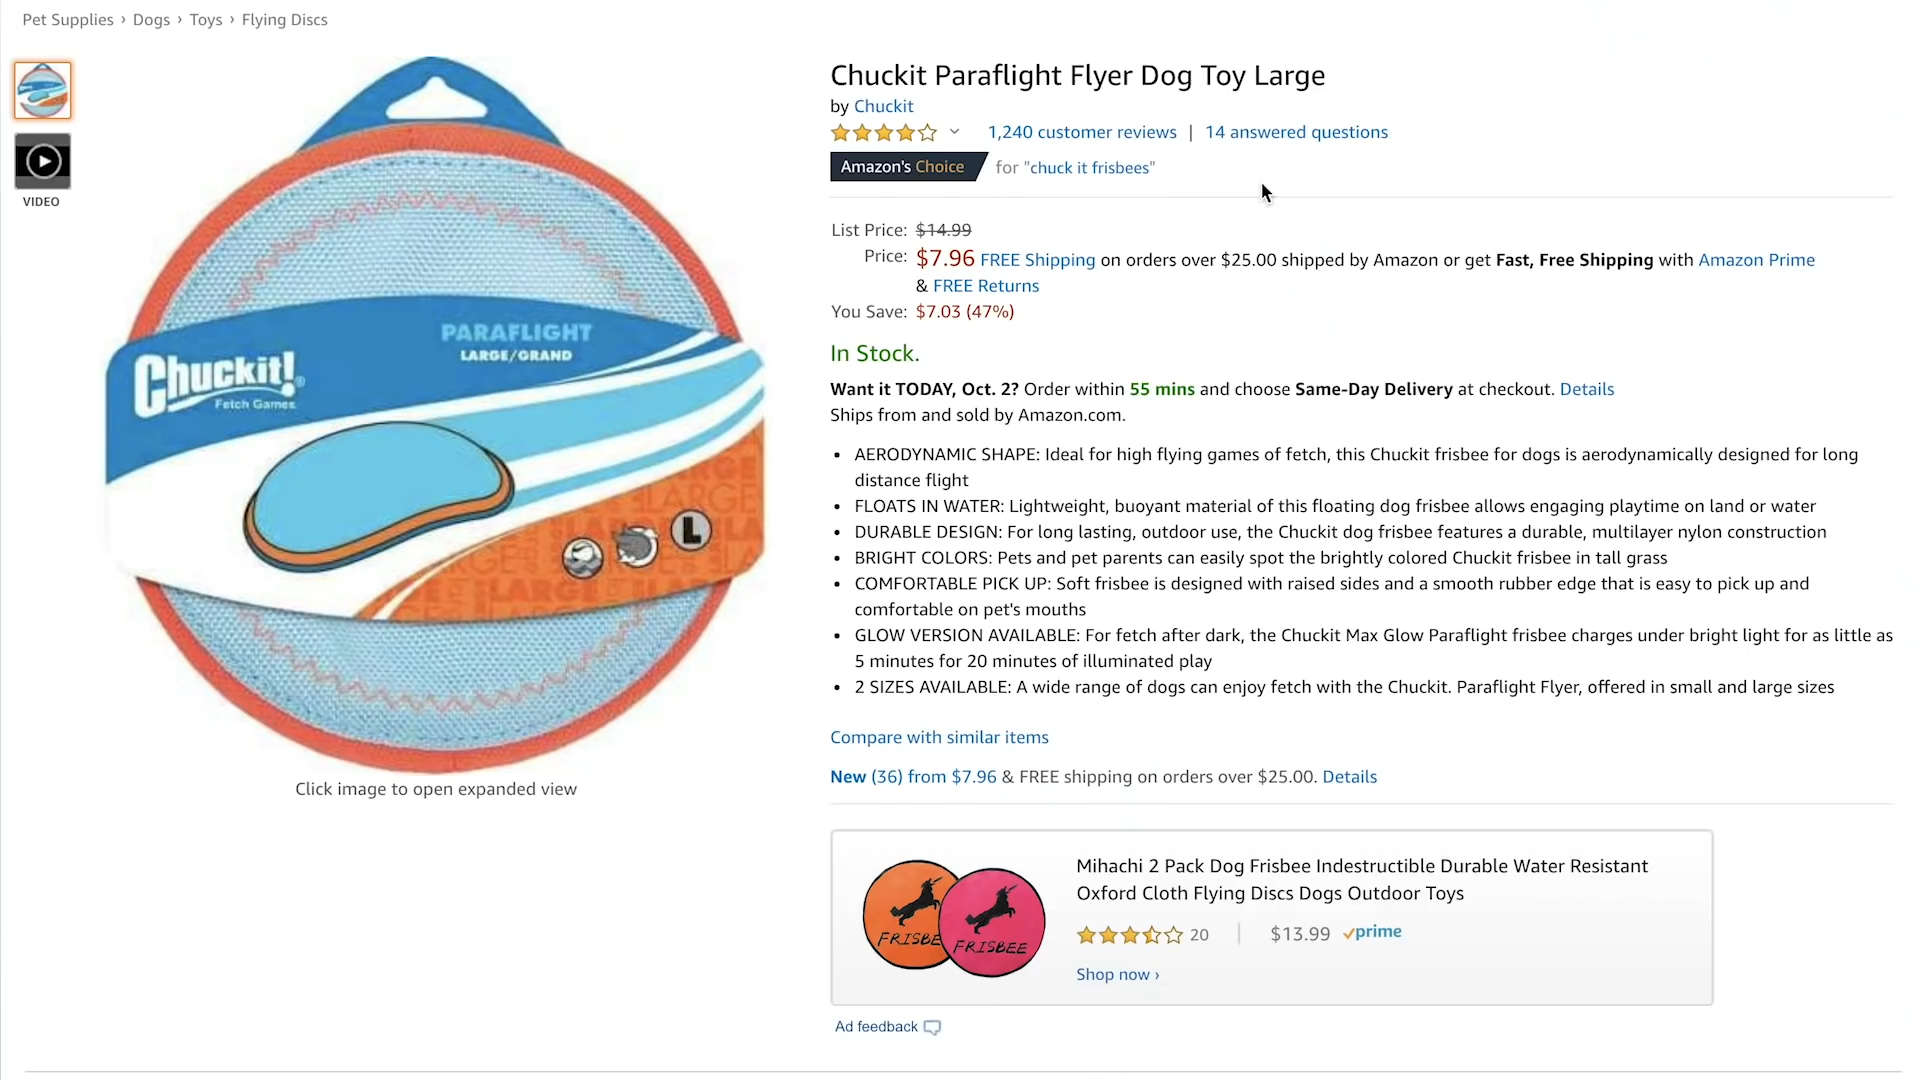 Pet Supplies › Dogs › Toys › Flying Discs
VIDEO
Chuckit!®
Fetch Games
PARAFLIGHT
LARGE/GRAND
L
Click image to open expanded view
Chuckit Paraflight Flyer Dog Toy Large
by Chuckit
1,240 customer reviews | 14 answered questions
Amazon's Choice for "chuck it frisbees"
List Price: $14.99
Price: $7.96 FREE Shipping on orders over $25.00 shipped by Amazon or get Fast, Free Shipping with Amazon Prime
& FREE Returns
You Save: $7.03 (47%)
In Stock.
Want it TODAY, Oct. 2? Order within 55 mins and choose Same-Day Delivery at checkout. Details
Ships from and sold by Amazon.com.
• AERODYNAMIC SHAPE: Ideal for high flying games of fetch, this Chuckit frisbee for dogs is aerodynamically designed for long
distance flight
• FLOATS IN WATER: Lightweight, buoyant material of this floating dog frisbee allows engaging playtime on land or water
• DURABLE DESIGN: For long lasting, outdoor use, the Chuckit dog frisbee features a durable, multilayer nylon construction
• BRIGHT COLORS: Pets and pet parents can easily spot the brightly colored Chuckit frisbee in tall grass
• COMFORTABLE PICK UP: Soft frisbee is designed with raised sides and a smooth rubber edge that is easy to pick up and
comfortable on pet's mouths
• GLOW VERSION AVAILABLE: For fetch after dark, the Chuckit Max Glow Paraflight frisbee charges under bright light for as little as
5 minutes for 20 minutes of illuminated play
• 2 SIZES AVAILABLE: A wide range of dogs can enjoy fetch with the Chuckit. Paraflight Flyer, offered in small and large sizes
Compare with similar items
New (36) from $7.96 & FREE shipping on orders over $25.00. Details
FRISBE
FRISBEE
Mihachi 2 Pack Dog Frisbee Indestructible Durable Water Resistant
Oxford Cloth Flying Discs Dogs Outdoor Toys
20 | $13.99 prime
Shop now ›
Ad feedback